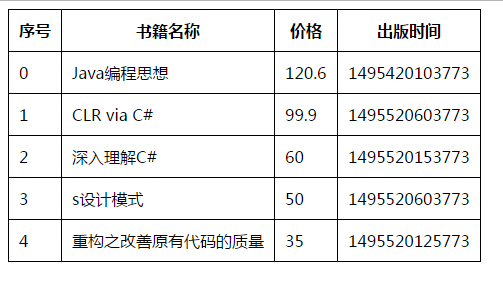 序号 书籍名称 价格 出版时间
0 Java编程思想 120.6 1495420103773
1 CLR via C# 99.9 1495520603773
2 深入理解C# 60 1495520153773
3 s设计模式 50 1495520603773
4 重构之改善原有代码的质量 35 1495520125773